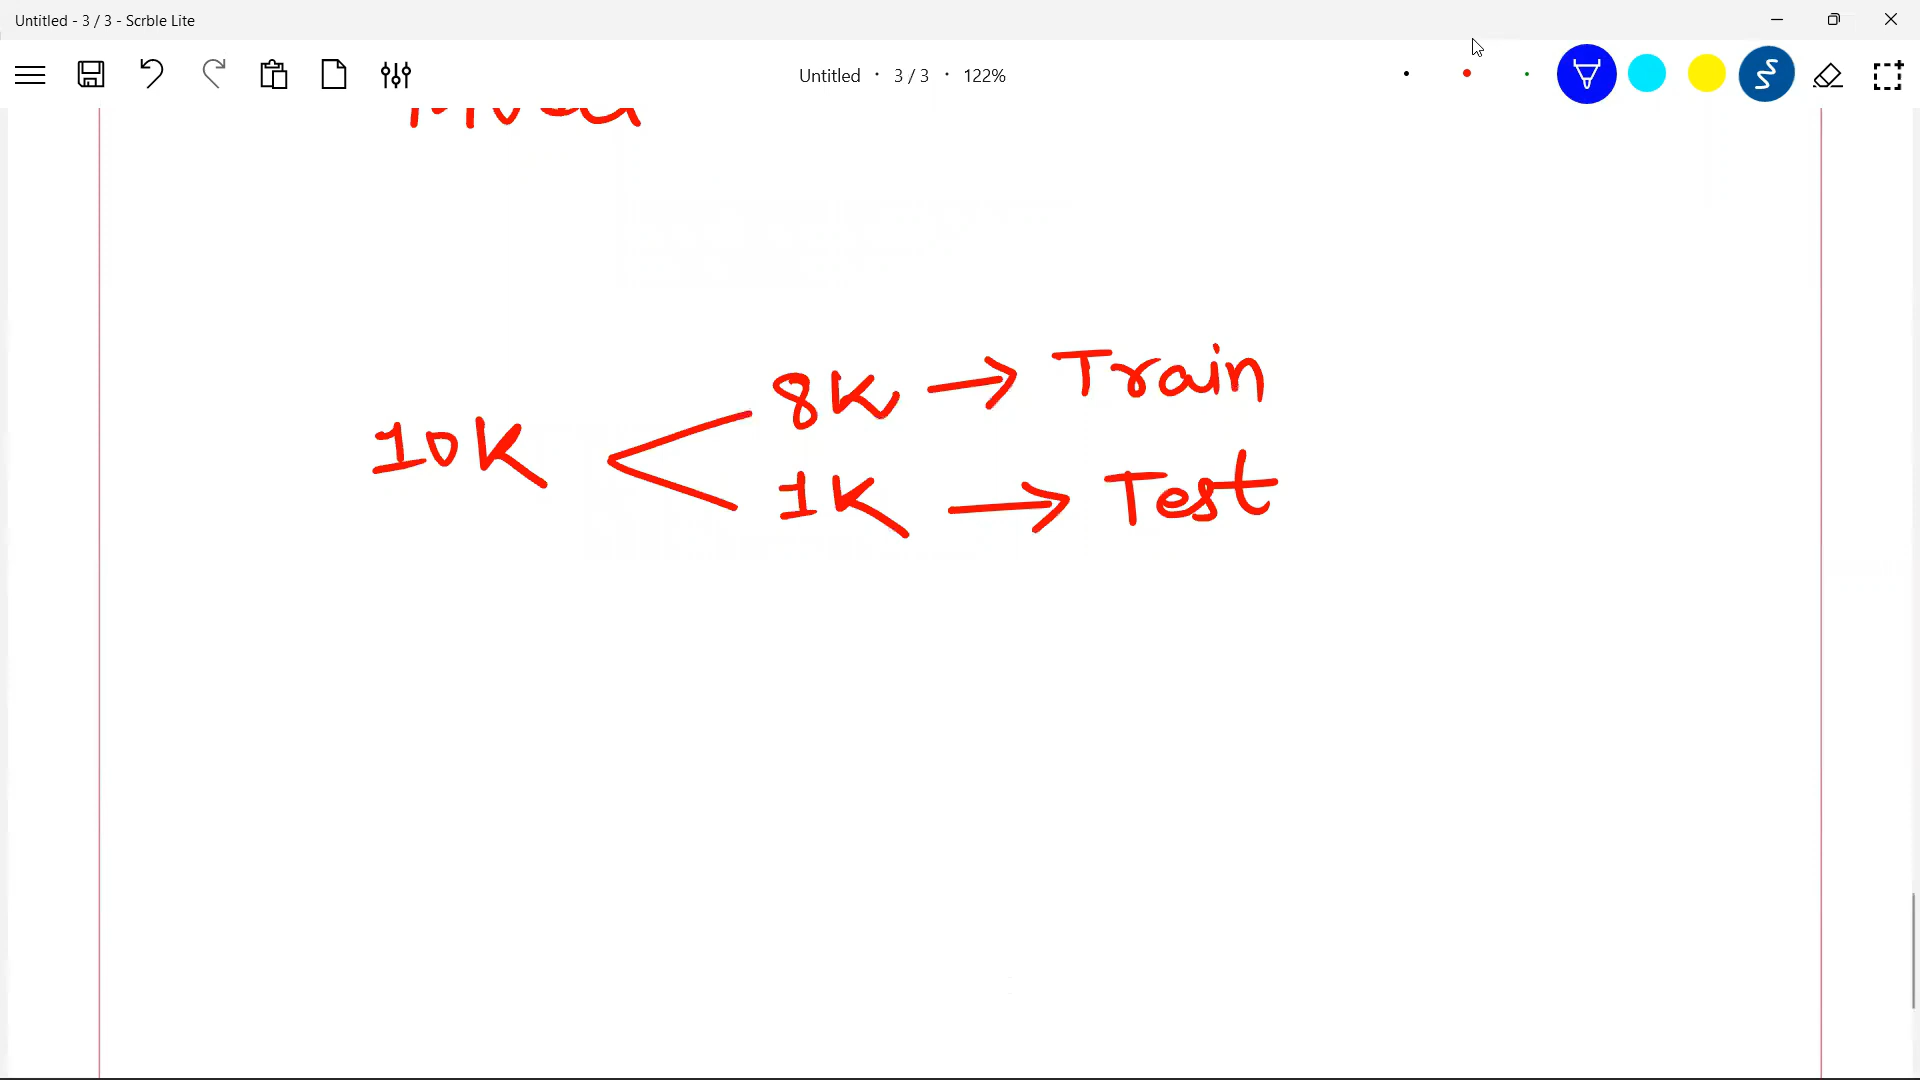 Untitled - 3 / 3 - Scrble Lite
Untitled · 3 / 3 · 122%
10K
8K → Train
1K → Test